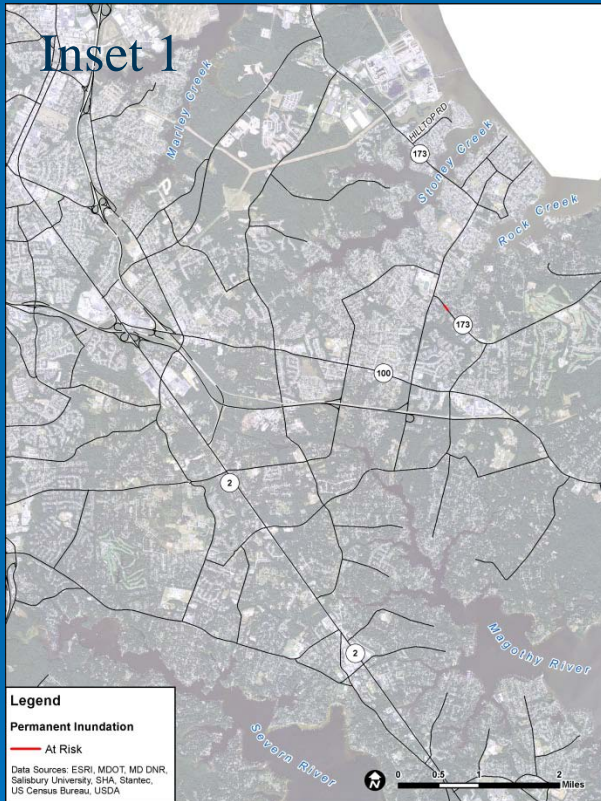 Inset 1
Marley Creek
HILLTOP RD
173
Stoney Creek
Rock Creek
173
100
2
2
Magothy River
Severn River
Legend
Permanent Inundation
At Risk
Data Sources: ESRI, MDOT, MD DNR,
Salisbury University, SHA, Stantec,
US Census Bureau, USDA
N
0 0.5 1 2
Miles